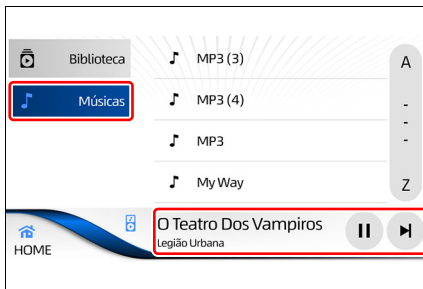 Biblioteca
MP3 (3)
A
Músicas
MP3 (4)
-
-
MP3
-
My Way
Z
O Teatro Dos Vampiros
Legião Urbana
HOME